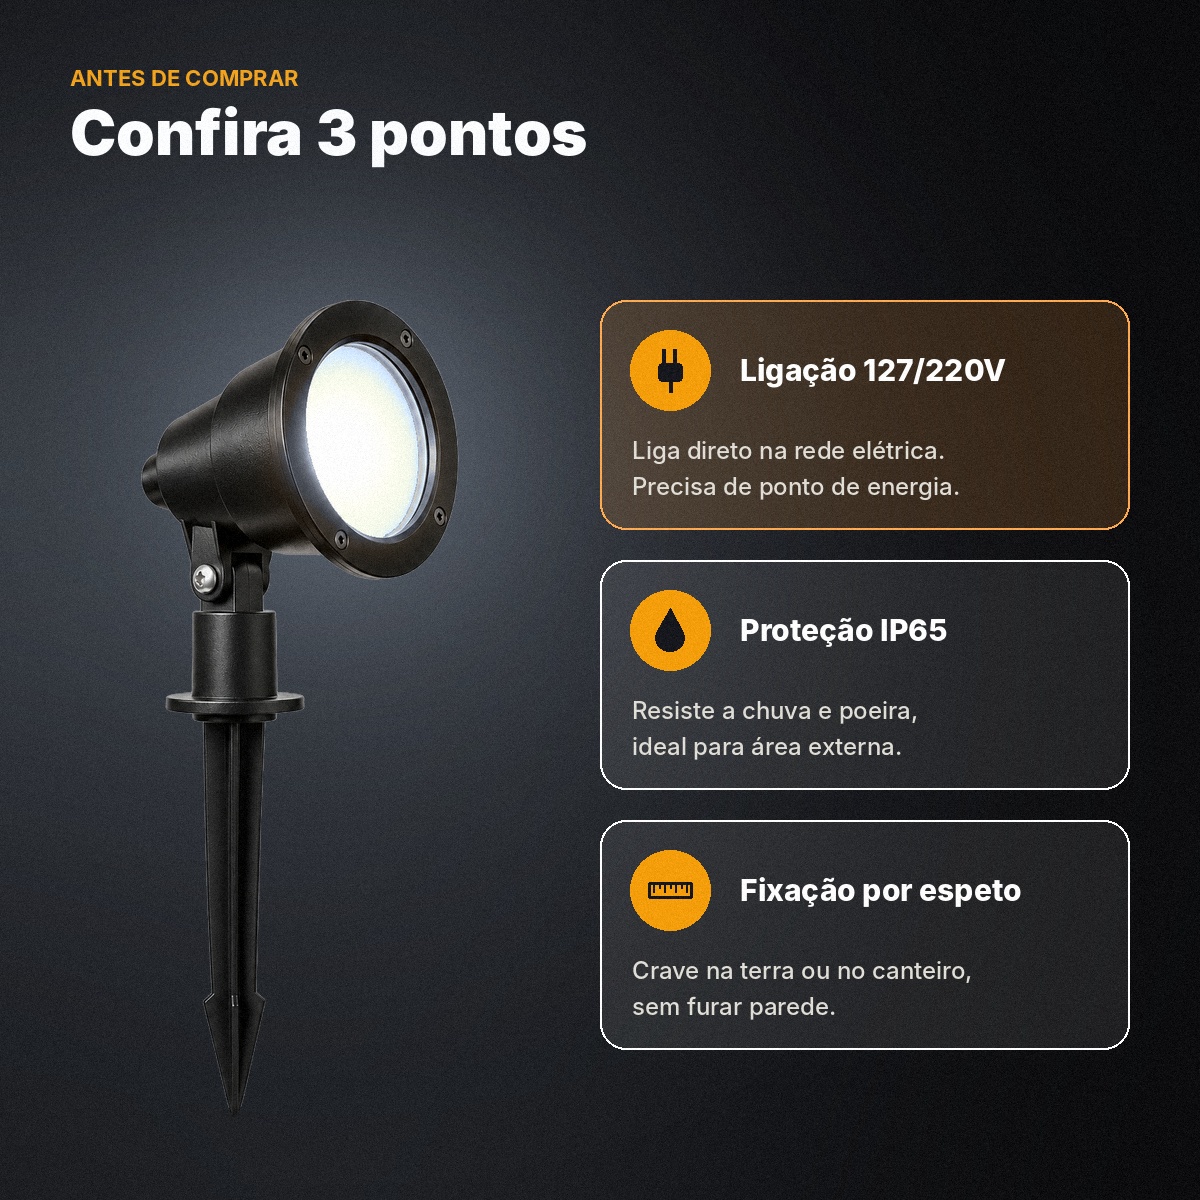 ANTES DE COMPRAR
Confira 3 pontos
Ligação 127/220V
Liga direto na rede elétrica.
Precisa de ponto de energia.
Proteção IP65
Resiste a chuva e poeira,
ideal para área externa.
Fixação por espeto
Crave na terra ou no canteiro,
sem furar parede.